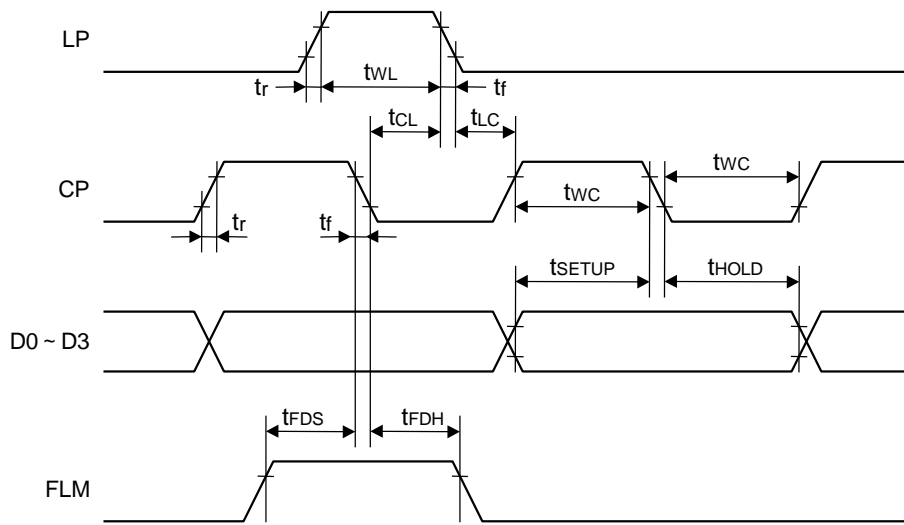 LP
tr
tWL
tf
tCL
tLC
CP
tr
tf
tWC
tWC
tSETUP
tHOLD
D0 ~ D3
tFDS
tFDH
FLM